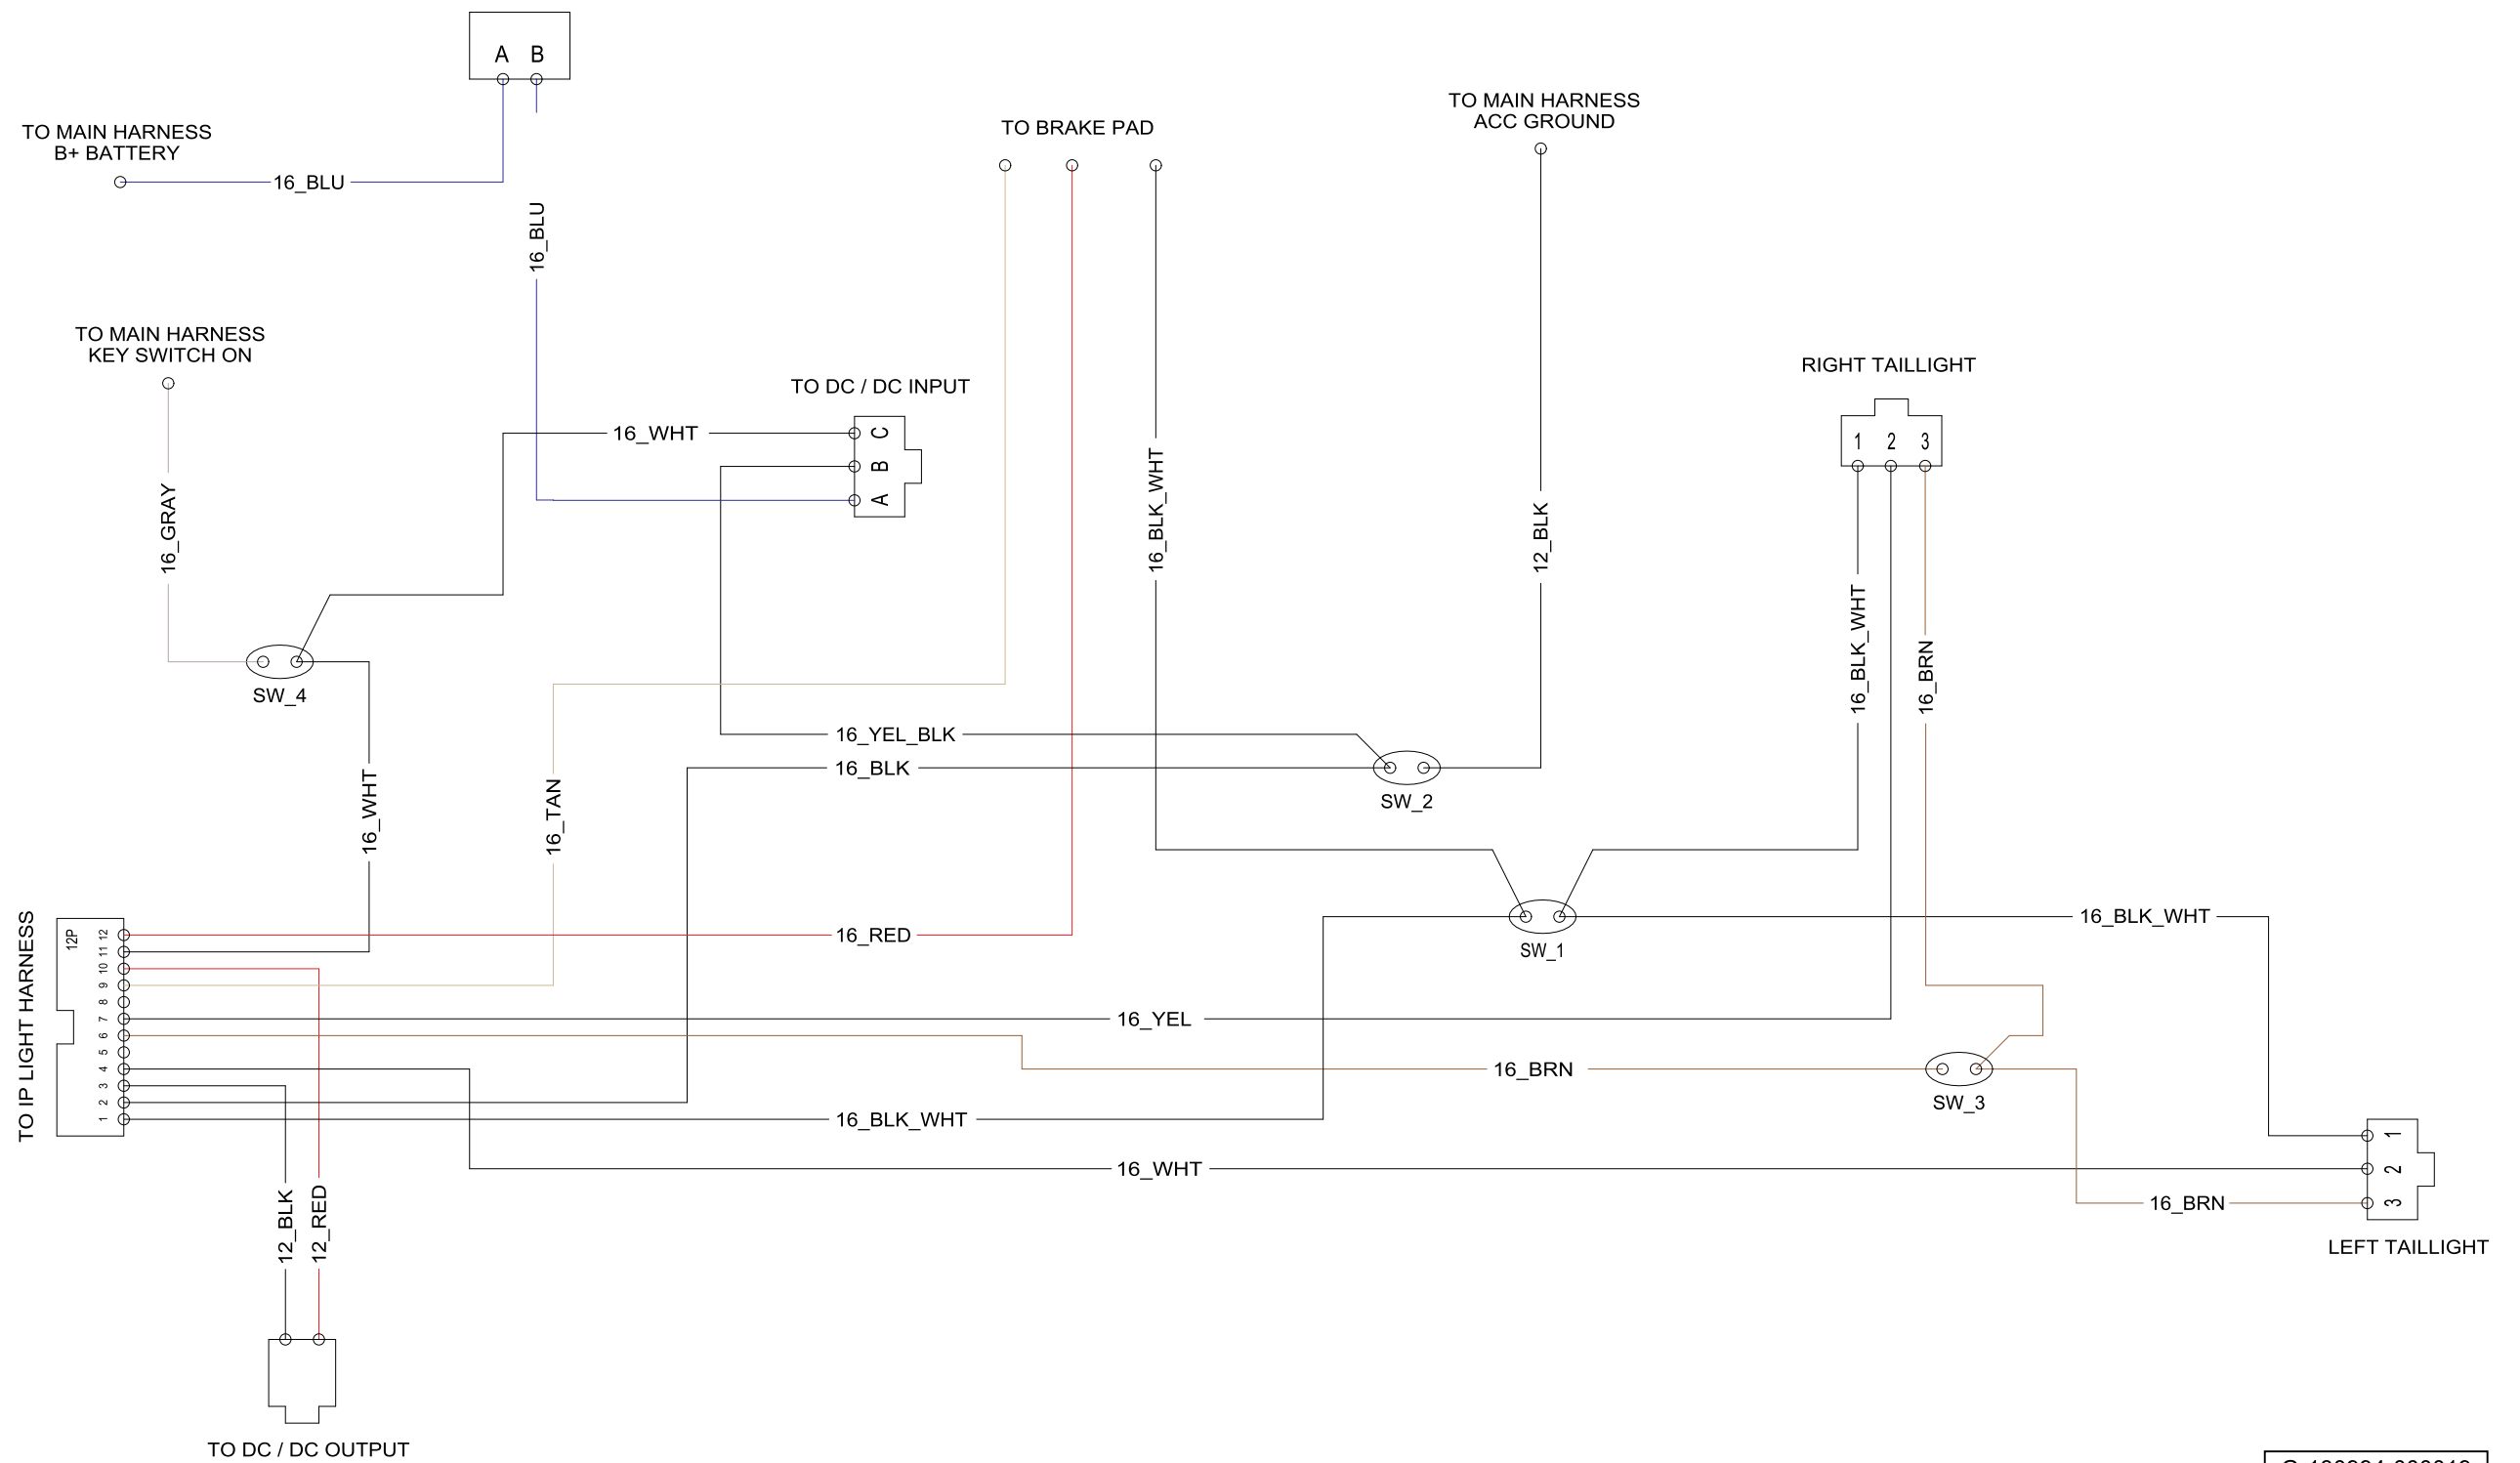 A B
TO MAIN HARNESS
B+ BATTERY
16_BLU
16_BLU
TO BRAKE PAD
TO MAIN HARNESS
ACC GROUND
TO MAIN HARNESS
KEY SWITCH ON
16_GRAY
SW_4
TO DC / DC INPUT
16_WHT
C
B
A
16_BLK_WHT
12_BLK
RIGHT TAILLIGHT
1 2 3
16_BLK_WHT
16_BRN
16_YEL_BLK
16_BLK
SW_2
16_WHT
16_TAN
TO IP LIGHT HARNESS
12P
12
11
10
9
8
7
6
5
4
3
2
1
16_RED
SW_1
16_BLK_WHT
16_YEL
16_BRN
SW_3
16_BLK_WHT
16_WHT
16_BRN
1
2
3
LEFT TAILLIGHT
12_BLK
12_RED
TO DC / DC OUTPUT